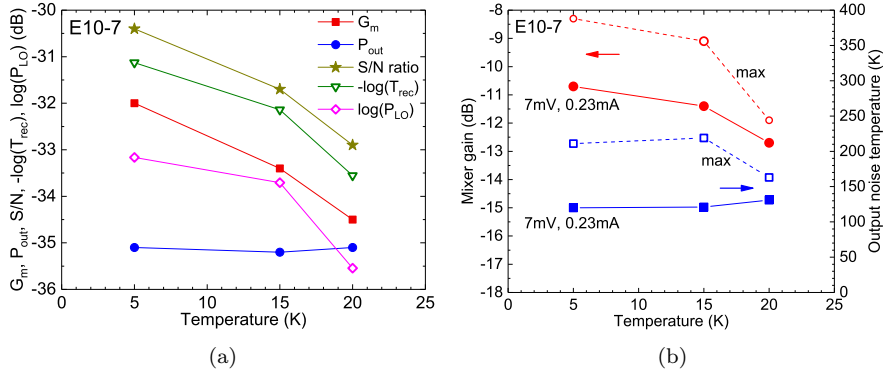 E10-7
G_m
P_out
S/N ratio
-log(T_rec)
log(P_LO)
-30
-31
-32
-33
-34
-35
-36
G_m, P_out, S/N, -log(T_rec), log(P_LO) (dB)
0 5 10 15 20 25
Temperature (K)
(a)
E10-7
-8
-9
-10
-11
-12
-13
-14
-15
-16
-17
-18
Mixer gain (dB)
max
7mV, 0.23mA
max
7mV, 0.23mA
400
350
300
250
200
150
100
50
0
Output noise temperature (K)
0 5 10 15 20 25
Temperature (K)
(b)